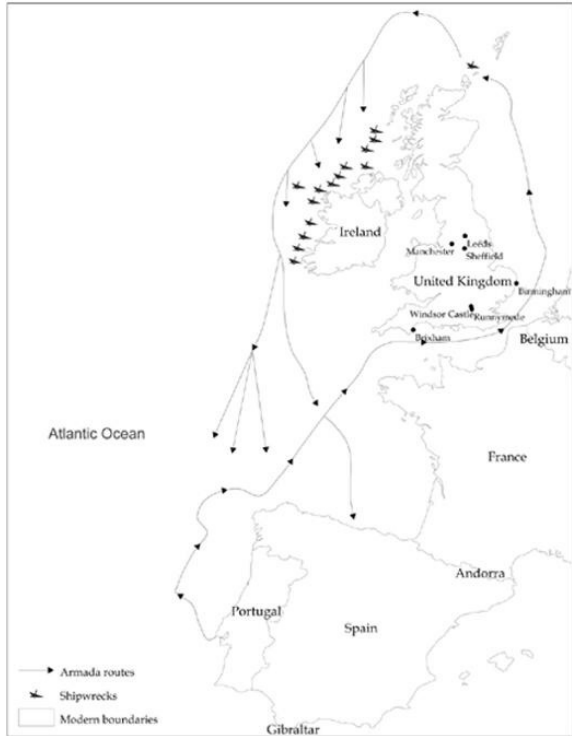 Ireland
Leeds
Manchester
Sheffield
United Kingdom
Birminghant
Windsor Castle
Runnymede
Brixham
Belgium
Atlantic Ocean
France
Andorra
Portugal
Spain
Armada routes
Shipwrecks
Modern boundaries
Gibraltar